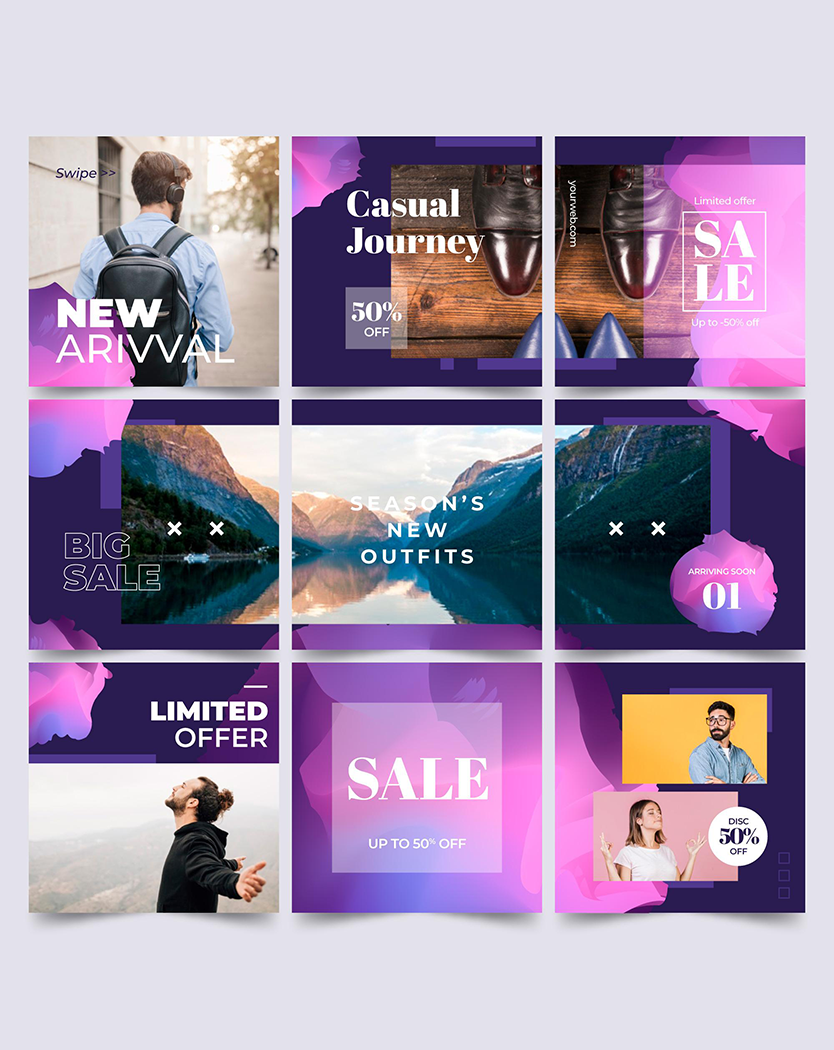 Swipe >>
NEW
ARIVVAL
Casual
Journey
50%
OFF
yourweb.com
Limited offer
SA
LE
Up to -50% off
BIG
SALE
SEASON'S
NEW
OUTFITS
ARRIVING SOON
01
LIMITED
OFFER
SALE
UP TO 50% OFF
DISC
50%
OFF